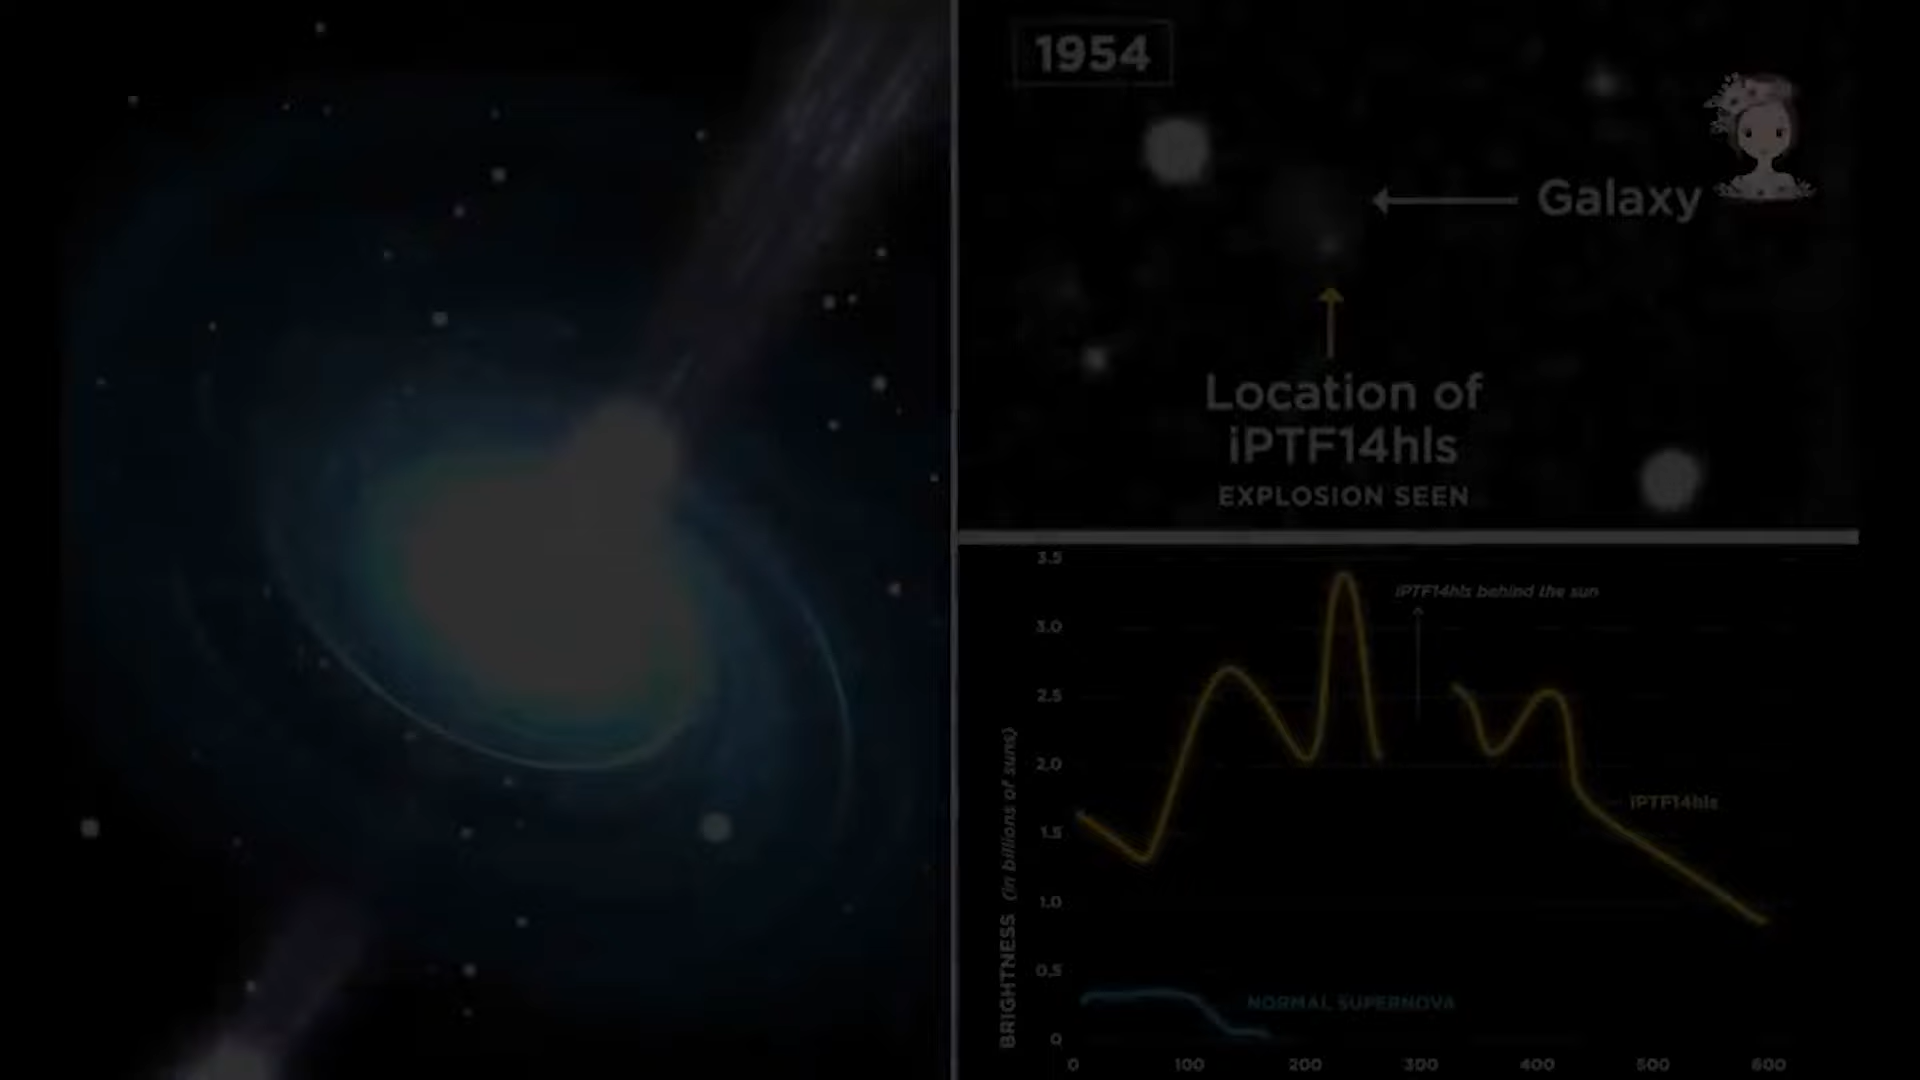 1954
Galaxy
Location of
iPTF14hls
EXPLOSION SEEN
3.5
3.0
2.5
2.0
1.5
1.0
0.5
0
BRIGHTNESS (in billions of suns)
iPTF14hls behind the sun
iPTF14hls
NORMAL SUPERNOVA
0 100 200 300 400 500 600